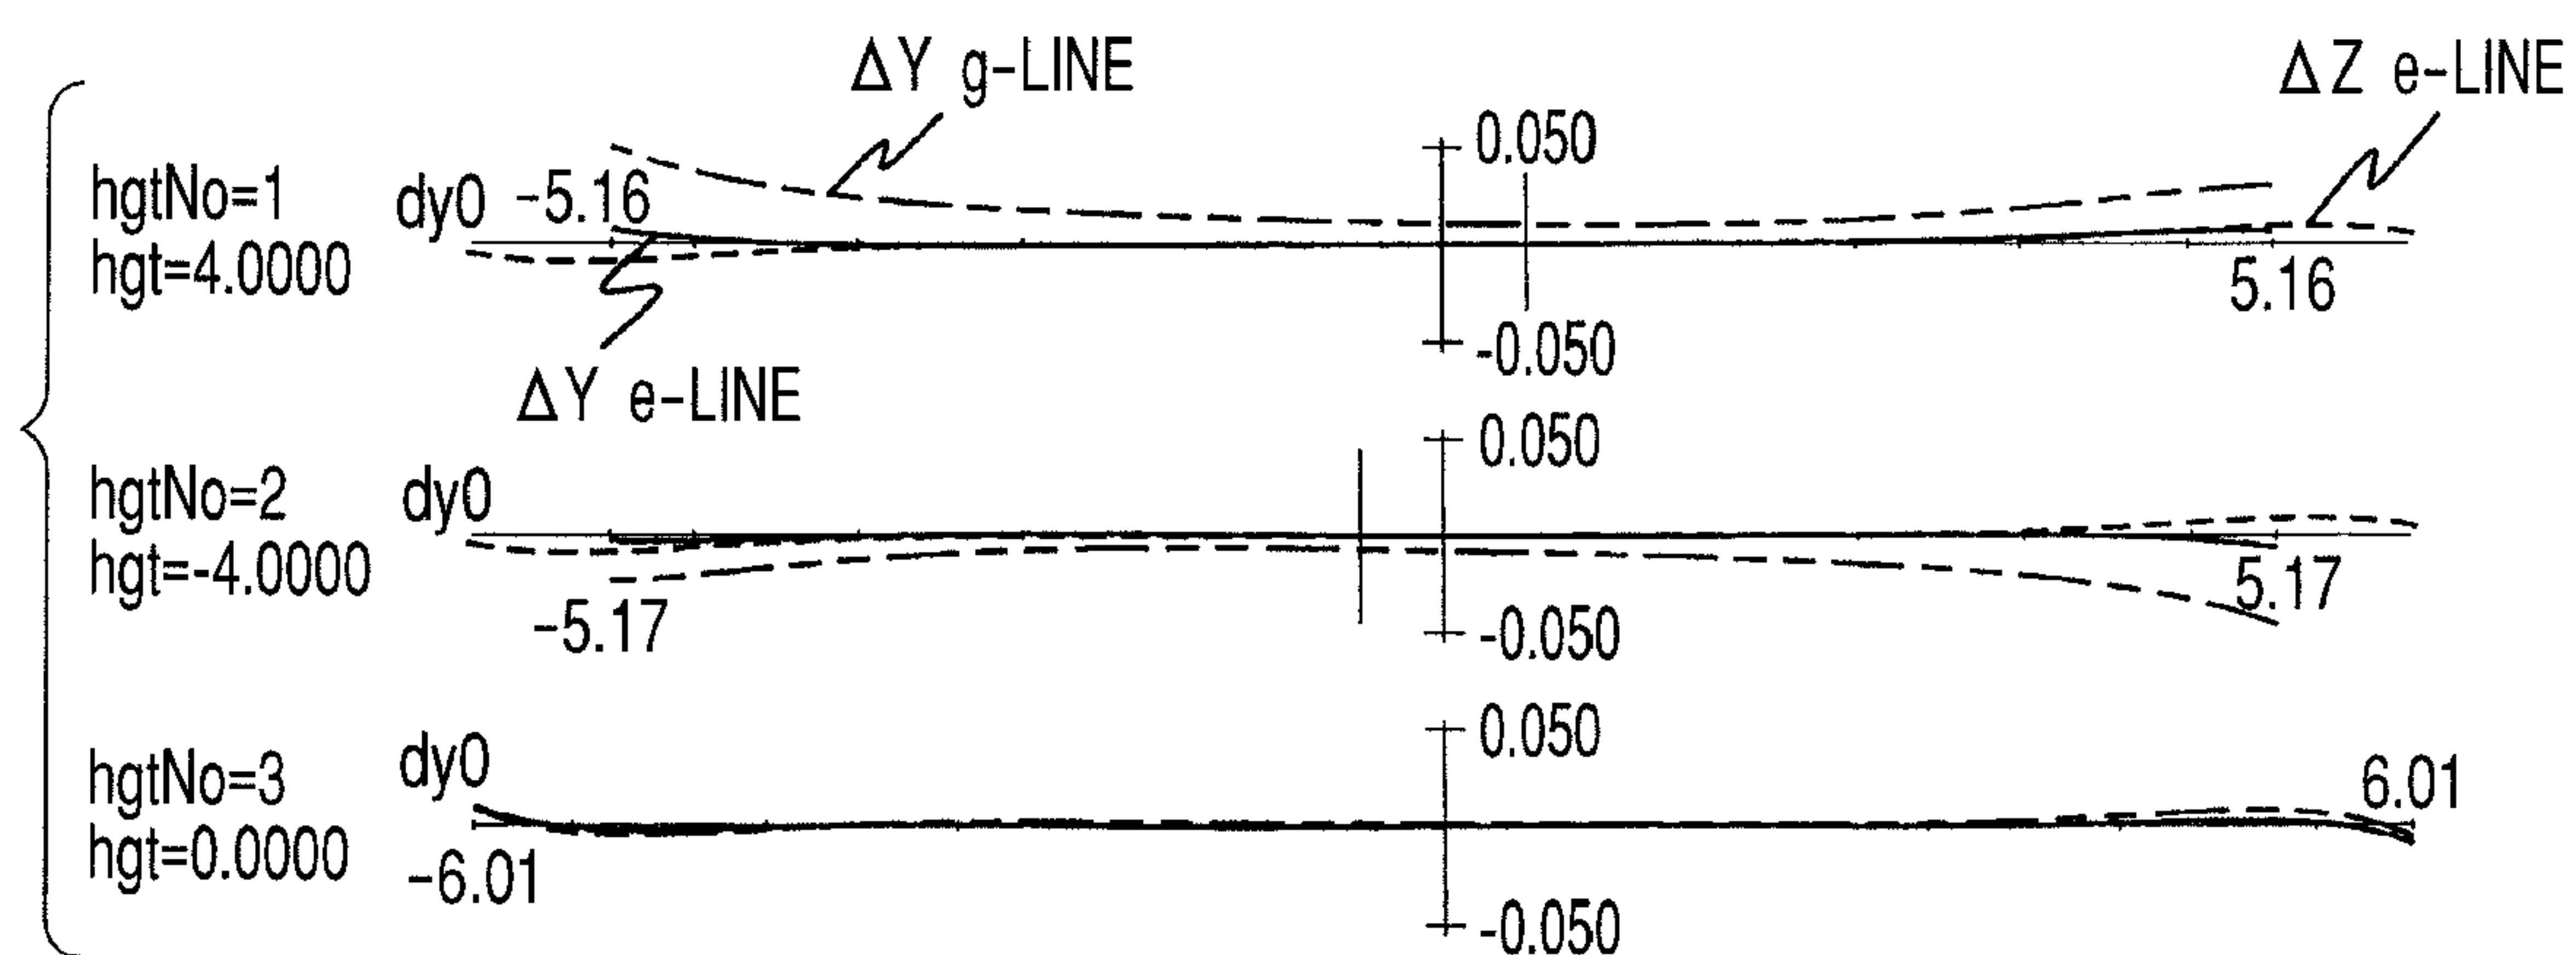 ΔY g-LINE
ΔZ e-LINE
0.050
hgtNo=1
dy0 -5.16
hgt=4.0000
5.16
-0.050
ΔY e-LINE
0.050
hgtNo=2
dy0
hgt=-4.0000
5.17
-5.17
-0.050
0.050
dy0
6.01
hgtNo=3
hgt=0.0000
-6.01
-0.050